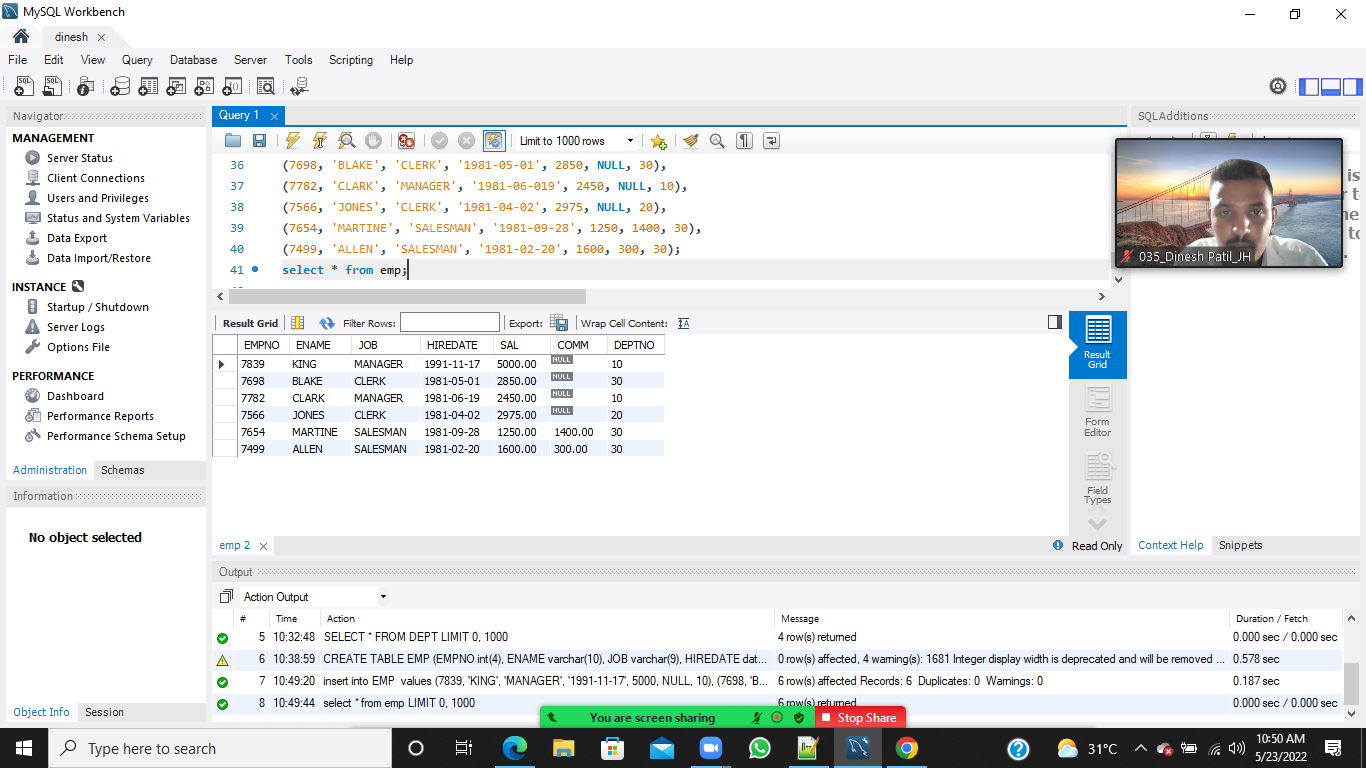 MySQL Workbench
dinesh
File Edit View Query Database Server Tools Scripting Help
Navigator
MANAGEMENT
Server Status
Client Connections
Users and Privileges
Status and System Variables
Data Export
Data Import/Restore
INSTANCE
Startup / Shutdown
Server Logs
Options File
PERFORMANCE
Dashboard
Performance Reports
Performance Schema Setup
Administration Schemas
Information
No object selected
Object Info Session
Query 1
Limit to 1000 rows
36 (7698, 'BLAKE', 'CLERK', '1981-05-01', 2850, NULL, 30),
37 (7782, 'CLARK', 'MANAGER', '1981-06-019', 2450, NULL, 10),
38 (7566, 'JONES', 'CLERK', '1981-04-02', 2975, NULL, 20),
39 (7654, 'MARTINE', 'SALESMAN', '1981-09-28', 1250, 1400, 30),
40 (7499, 'ALLEN', 'SALESMAN', '1981-02-20', 1600, 300, 30);
41 select * from emp;
Result Grid Filter Rows: Export: Wrap Cell Content:
EMPNO ENAME JOB HIREDATE SAL COMM DEPTNO
7839 KING MANAGER 1991-11-17 5000.00 NULL 10
7698 BLAKE CLERK 1981-05-01 2850.00 NULL 30
7782 CLARK MANAGER 1981-06-19 2450.00 NULL 10
7566 JONES CLERK 1981-04-02 2975.00 NULL 20
7654 MARTINE SALESMAN 1981-09-28 1250.00 1400.00 30
7499 ALLEN SALESMAN 1981-02-20 1600.00 300.00 30
Result
Grid
Form
Editor
Field
Types
emp 2
Read Only
SQLAdditions
035_Dinesh Patil_JH
Context Help Snippets
Output
Action Output
# Time Action Message Duration / Fetch
5 10:32:48 SELECT * FROM DEPT LIMIT 0, 1000 4 row(s) returned 0.000 sec / 0.000 sec
6 10:38:59 CREATE TABLE EMP (EMPNO int(4), ENAME varchar(10), JOB varchar(9), HIREDATE dat... 0 row(s) affected, 4 warning(s): 1681 Integer display width is deprecated and will be removed ... 0.578 sec
7 10:49:20 insert into EMP values (7839, 'KING', 'MANAGER', '1991-11-17', 5000, NULL, 10), (7698, 'B... 6 row(s) affected Records: 6 Duplicates: 0 Warnings: 0 0.187 sec
8 10:49:44 select * from emp LIMIT 0, 1000 6 row(s) returned 0.000 sec / 0.000 sec
You are screen sharing Stop Share
Type here to search
31°C
10:50 AM
5/23/2022